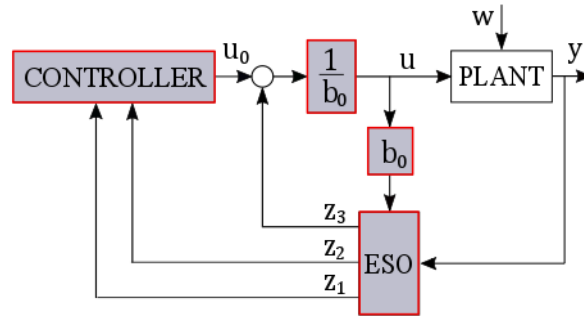 w
y
u₀
CONTROLLER
1
b₀
u
PLANT
b₀
z₃
z₂
ESO
z₁